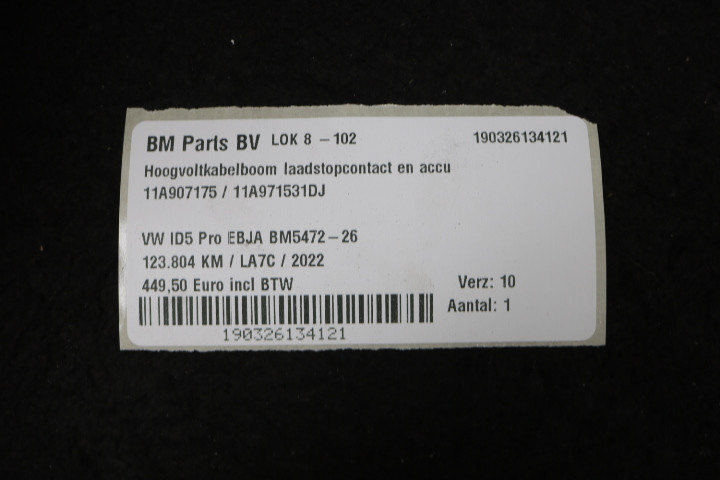 BM Parts BV LOK 8 - 102 190326134121
Hoogvoltkabelboom laadstopcontact en accu
11A907175 / 11A971531DJ
VW ID5 Pro EBJA BM5472-26
123.804 KM / LA7C / 2022
449,50 Euro incl BTW Verz: 10
Aantal: 1
190326134121